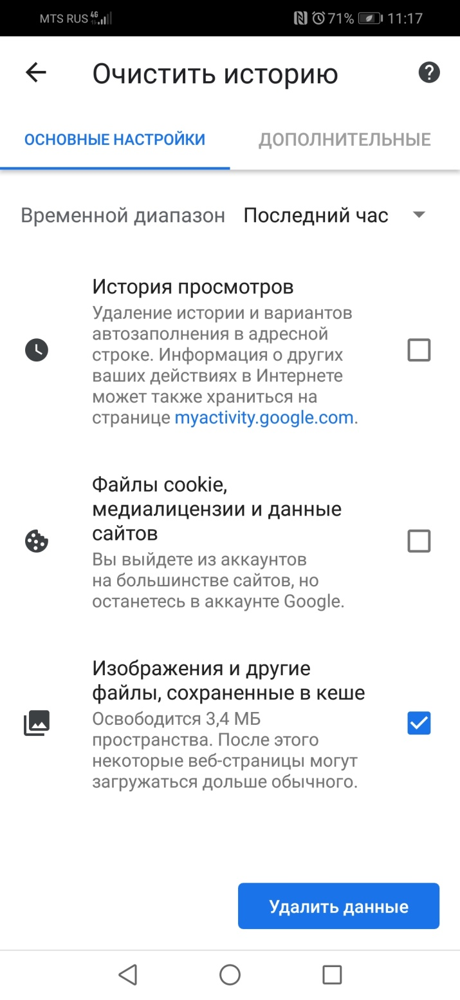 MTS RUS 4G 71% 11:17
Очистить историю
ОСНОВНЫЕ НАСТРОЙКИ ДОПОЛНИТЕЛЬНЫЕ
Временной диапазон Последний час
История просмотров
Удаление истории и вариантов
автозаполнения в адресной
строке. Информация о других
ваших действиях в Интернете
может также храниться на
странице myactivity.google.com.
Файлы cookie,
медиалицензии и данные
сайтов
Вы выйдете из аккаунтов
на большинстве сайтов, но
останетесь в аккаунте Google.
Изображения и другие
файлы, сохраненные в кеше
Освободится 3,4 МБ
пространства. После этого
некоторые веб-страницы могут
загружаться дольше обычного.
Удалить данные